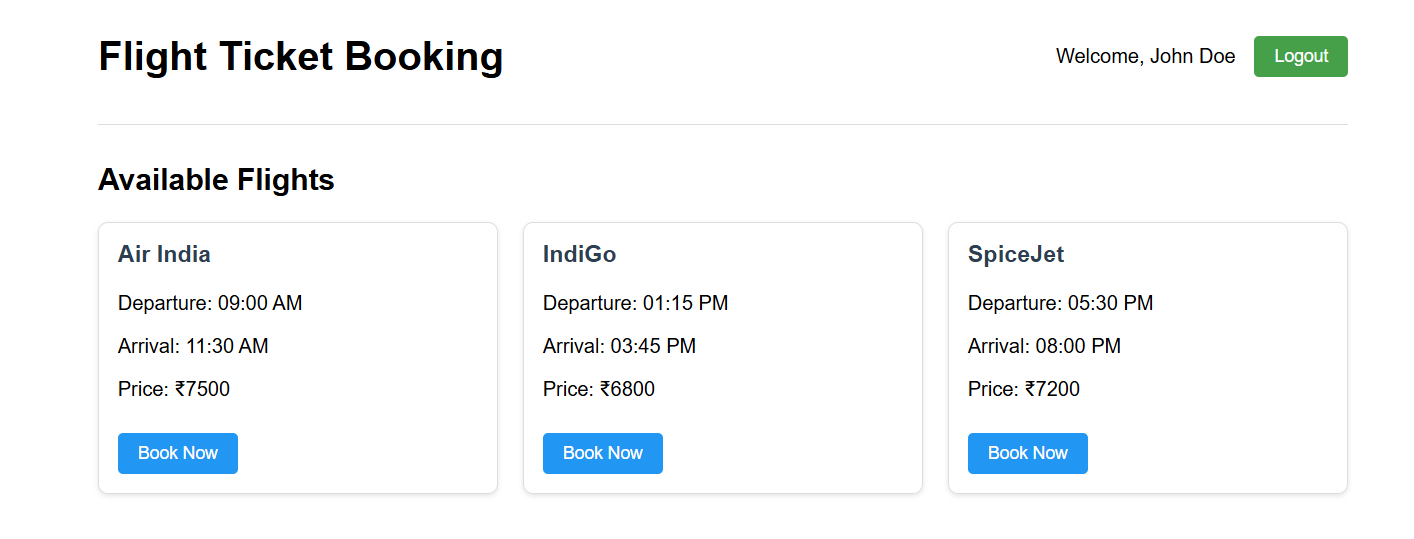 Flight Ticket Booking
Welcome, John Doe
Logout
Available Flights
Air India
Departure: 09:00 AM
Arrival: 11:30 AM
Price: ₹7500
Book Now
IndiGo
Departure: 01:15 PM
Arrival: 03:45 PM
Price: ₹6800
Book Now
SpiceJet
Departure: 05:30 PM
Arrival: 08:00 PM
Price: ₹7200
Book Now